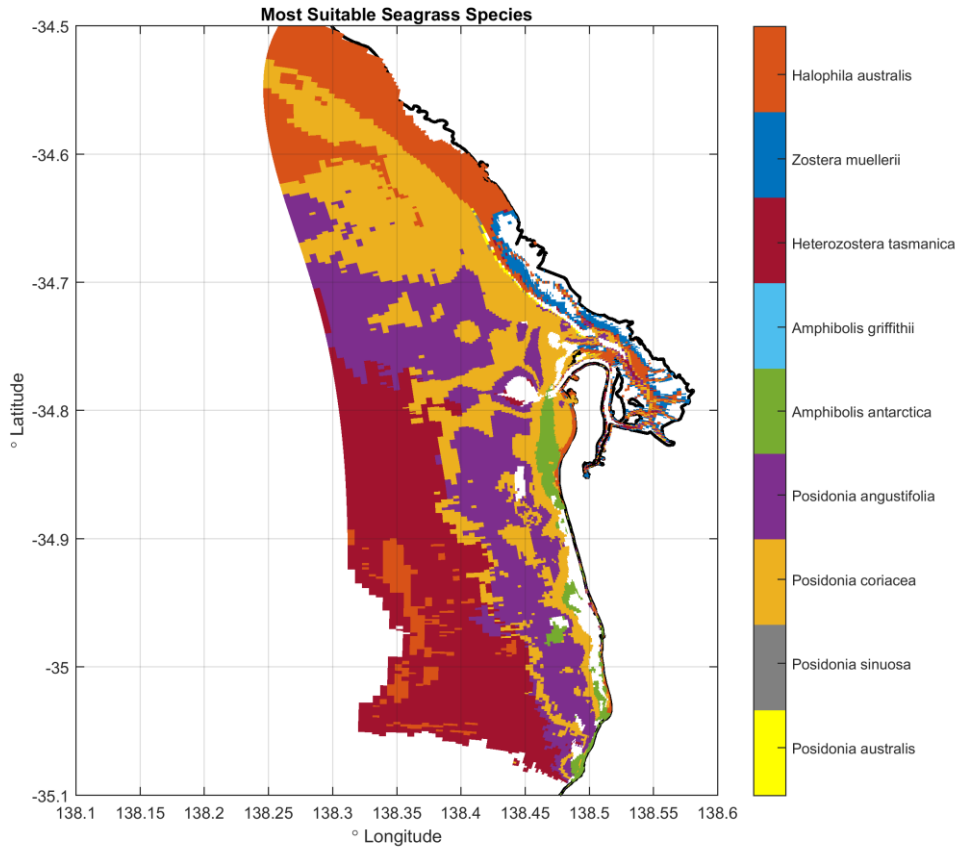 Most Suitable Seagrass Species
-34.5
-34.6
-34.7
-34.8
-34.9
-35
-35.1
° Latitude
138.1
138.15
138.2
138.25
138.3
138.35
138.4
138.45
138.5
138.55
138.6
° Longitude
Halophila australis
Zostera muellerii
Heterozostera tasmanica
Amphibolis griffithii
Amphibolis antarctica
Posidonia angustifolia
Posidonia coriacea
Posidonia sinuosa
Posidonia australis